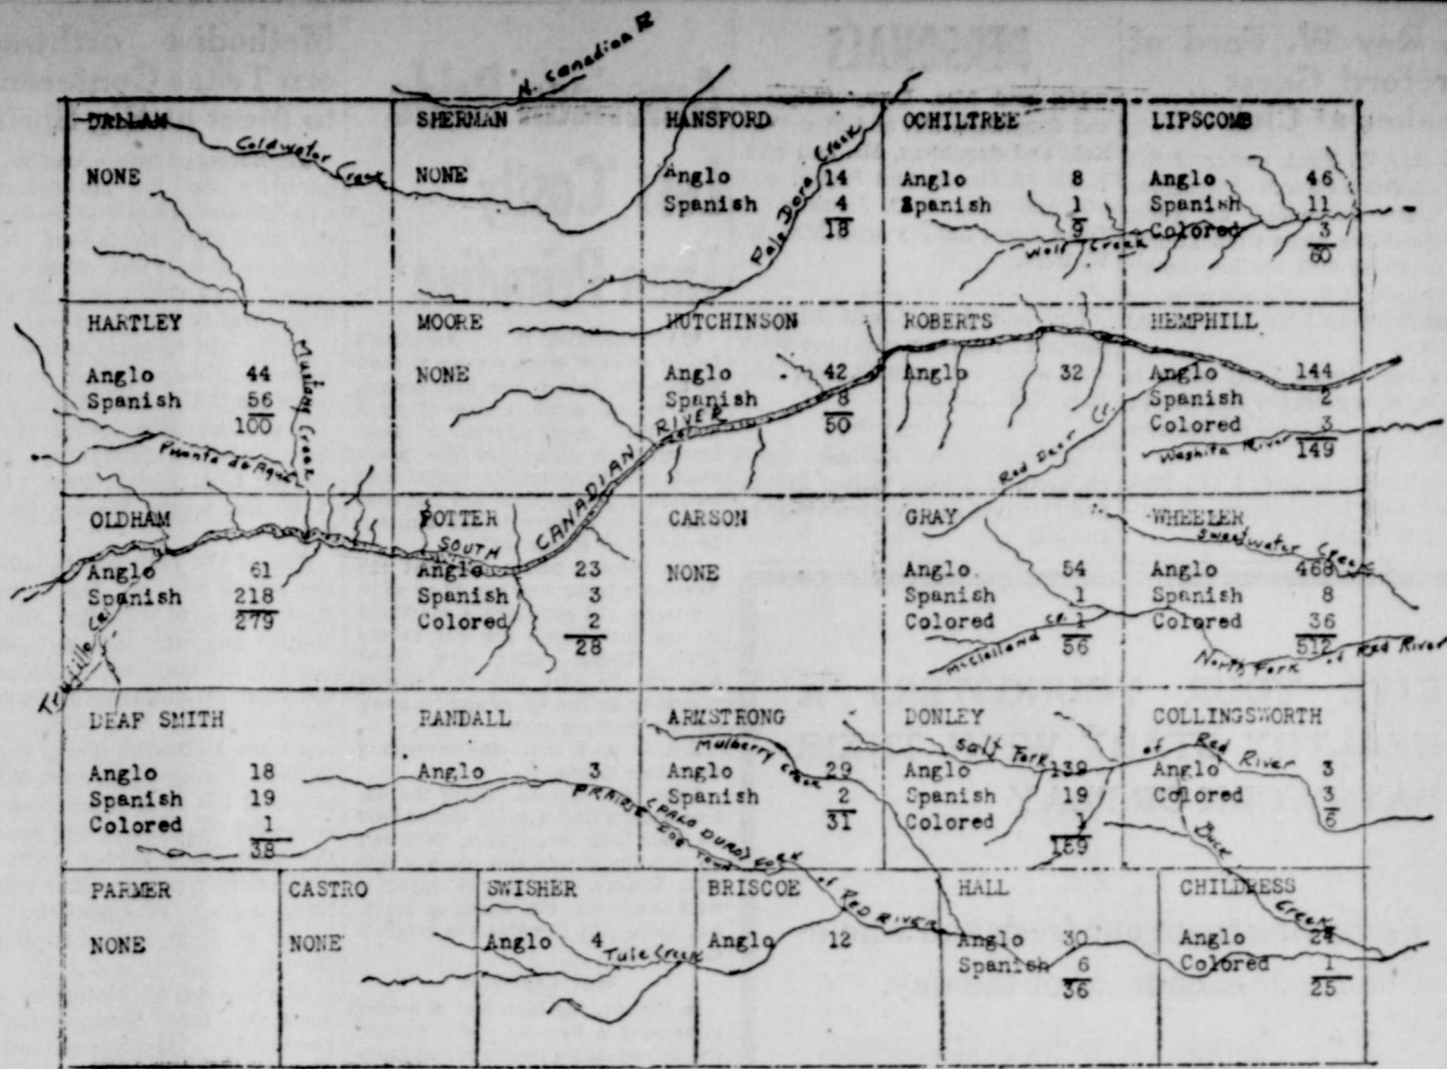 N. Canadian R
DALLAM
Coldwater Creek
NONE
SHERMAN
NONE
HANSFORD
Anglo 14
Spanish 4
18
Palo Duro Creek
OCHILTREE
Anglo 8
Spanish 1
9
Wolf Creek
LIPSCOMB
Anglo 46
Spanish 11
Colored 3
60
HARTLEY
Anglo 44
Spanish 56
100
Mustang Creek
Puenta de Agua
MOORE
NONE
HUTCHINSON
Anglo 42
Spanish 8
50
ROBERTS
Anglo 32
HEMPHILL
Anglo 144
Spanish 2
Colored 3
149
Washita River
Red Deer Cr.
OLDHAM
Anglo 61
Spanish 218
279
Trujillo Cr.
POTTER
SOUTH CANADIAN RIVER
Anglo 23
Spanish 3
Colored 2
28
CARSON
NONE
GRAY
Anglo 54
Spanish 1
Colored 1
56
McClelland Cr.
WHEELER
Sweetwater Creek
Anglo 468
Spanish 8
Colored 36
512
North Fork of Red River
DEAF SMITH
Anglo 18
Spanish 19
Colored 1
38
RANDALL
Anglo 3
PRAIRIE DOG TOWN (PALO DURO) FORK of RED RIVER
ARMSTRONG
Mulberry Creek
Anglo 29
Spanish 2
31
DONLEY
Salt Fork of Red River
Anglo 139
Spanish 19
Colored 1
159
COLLINGSWORTH
Anglo 3
Colored 3
6
Buck Creek
PARMER
NONE
CASTRO
NONE
SWISHER
Anglo 4
Tule Creek
BRISCOE
Anglo 12
HALL
Anglo 30
Spanish 6
36
CHILDRESS
Anglo 24
Colored 1
25